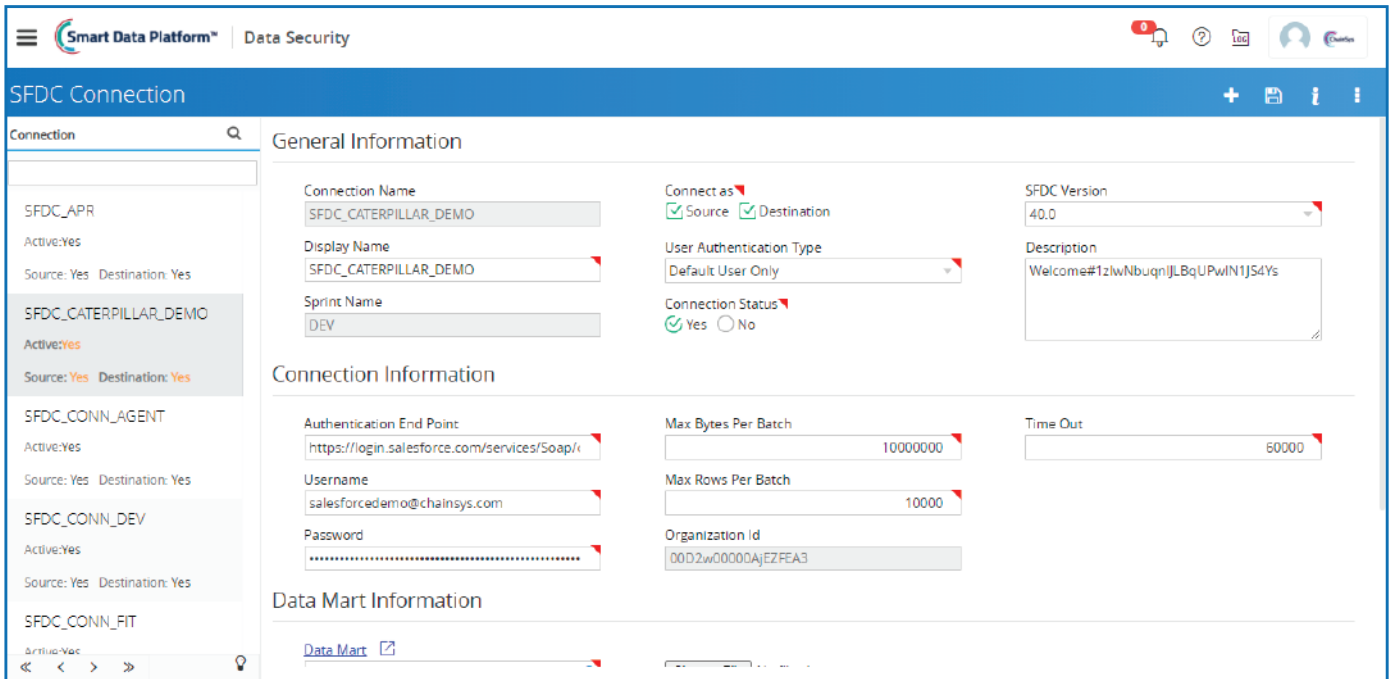 Smart Data Platform™ Data Security
0 LOG
SFDC Connection
Connection
SFDC_APR
Active:Yes
Source: Yes Destination: Yes
SFDC_CATERPILLAR_DEMO
Active:Yes
Source: Yes Destination: Yes
SFDC_CONN_AGENT
Active:Yes
Source: Yes Destination: Yes
SFDC_CONN_DEV
Active:Yes
Source: Yes Destination: Yes
SFDC_CONN_FIT
Active:Yes
General Information
Connection Name
SFDC_CATERPILLAR_DEMO
Display Name
SFDC_CATERPILLAR_DEMO
Sprint Name
DEV
Connect as
Source Destination
User Authentication Type
Default User Only
Connection Status
Yes No
SFDC Version
40.0
Description
Connection Information
Authentication End Point
https://login.salesforce.com/services/Soap/
Username
salesforcedemo@chainsys.com
Password
Max Bytes Per Batch
10000000
Max Rows Per Batch
10000
Organization Id
00D2w00000AjEZFEA3
Time Out
60000
Data Mart Information
Data Mart